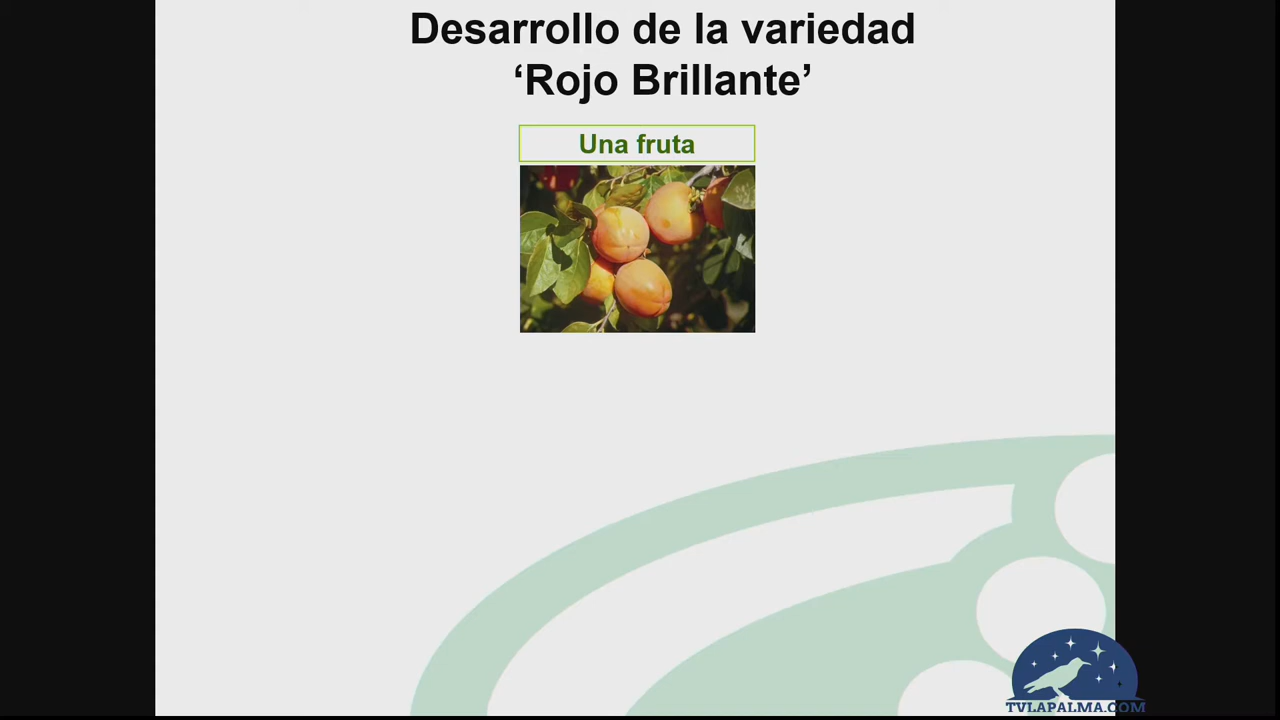 Desarrollo de la variedad
‘Rojo Brillante’
Una fruta
TVLAPALMA.COM